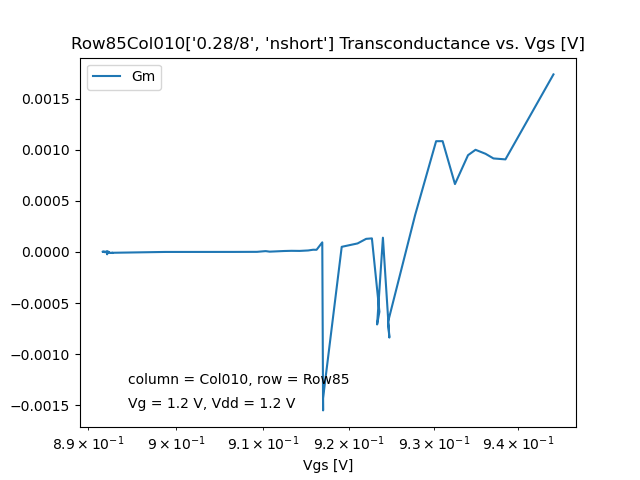 Row85Col010['0.28/8', 'nshort'] Transconductance vs. Vgs [V]
Gm
0.0015
0.0010
0.0005
0.0000
−0.0005
−0.0010
−0.0015
column = Col010, row = Row85
Vg = 1.2 V, Vdd = 1.2 V
8.9 × 10⁻¹ 9 × 10⁻¹ 9.1 × 10⁻¹ 9.2 × 10⁻¹ 9.3 × 10⁻¹ 9.4 × 10⁻¹
Vgs [V]